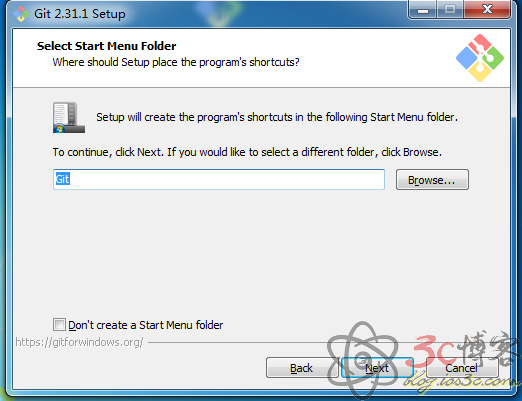 Git 2.31.1 Setup
Select Start Menu Folder
Where should Setup place the program's shortcuts?
Setup will create the program's shortcuts in the following Start Menu folder.
To continue, click Next. If you would like to select a different folder, click Browse.
Git
Browse...
Don't create a Start Menu folder
https://gitforwindows.org/
3c博客
Back
Next
Cancel
blog.ios3c.com